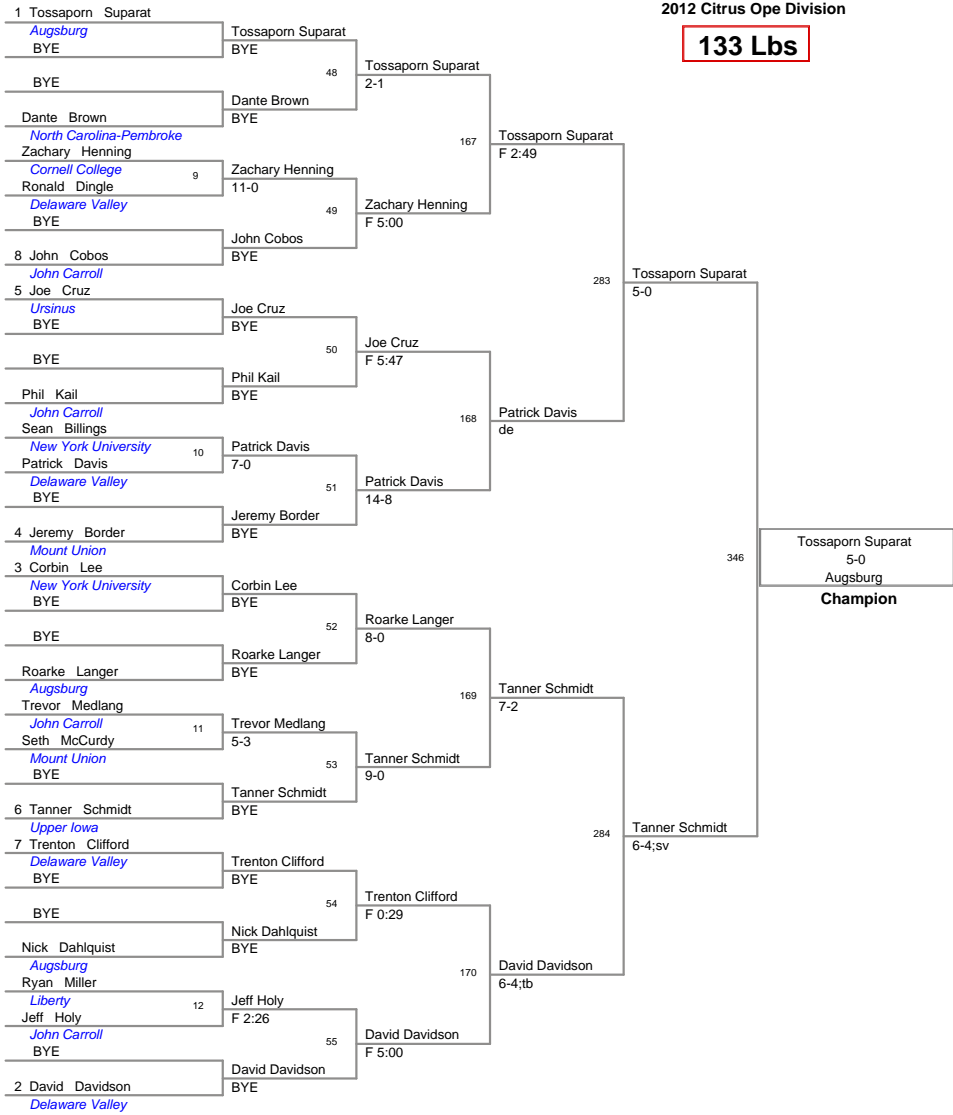 2012 Citrus Ope Division
133 Lbs
1 Tossaporn Suparat
Augsburg
BYE
BYE
Dante Brown
North Carolina-Pembroke
Zachary Henning
Cornell College
Ronald Dingle
Delaware Valley
BYE
8 John Cobos
John Carroll
5 Joe Cruz
Ursinus
BYE
BYE
Phil Kail
John Carroll
Sean Billings
New York University
Patrick Davis
Delaware Valley
BYE
4 Jeremy Border
Mount Union
3 Corbin Lee
New York University
BYE
BYE
Roarke Langer
Augsburg
Trevor Medlang
John Carroll
Seth McCurdy
Mount Union
BYE
6 Tanner Schmidt
Upper Iowa
7 Trenton Clifford
Delaware Valley
BYE
BYE
Nick Dahlquist
Augsburg
Ryan Miller
Liberty
Jeff Holy
John Carroll
BYE
2 David Davidson
Delaware Valley
9
10
11
12
Tossaporn Suparat
BYE
Dante Brown
BYE
Zachary Henning
11-0
John Cobos
BYE
Joe Cruz
BYE
Phil Kail
BYE
Patrick Davis
7-0
Jeremy Border
BYE
Corbin Lee
BYE
Roarke Langer
BYE
Trevor Medlang
5-3
Tanner Schmidt
BYE
Trenton Clifford
BYE
Nick Dahlquist
BYE
Jeff Holy
F 2:26
David Davidson
BYE
48
49
50
51
52
53
54
55
Tossaporn Suparat
2-1
Zachary Henning
F 5:00
Joe Cruz
F 5:47
Patrick Davis
14-8
Roarke Langer
8-0
Tanner Schmidt
9-0
Trenton Clifford
F 0:29
David Davidson
F 5:00
167
168
169
170
Tossaporn Suparat
F 2:49
Patrick Davis
de
Tanner Schmidt
7-2
David Davidson
6-4;tb
283
284
Tossaporn Suparat
5-0
Tanner Schmidt
6-4;sv
346
Tossaporn Suparat
5-0
Augsburg
Champion